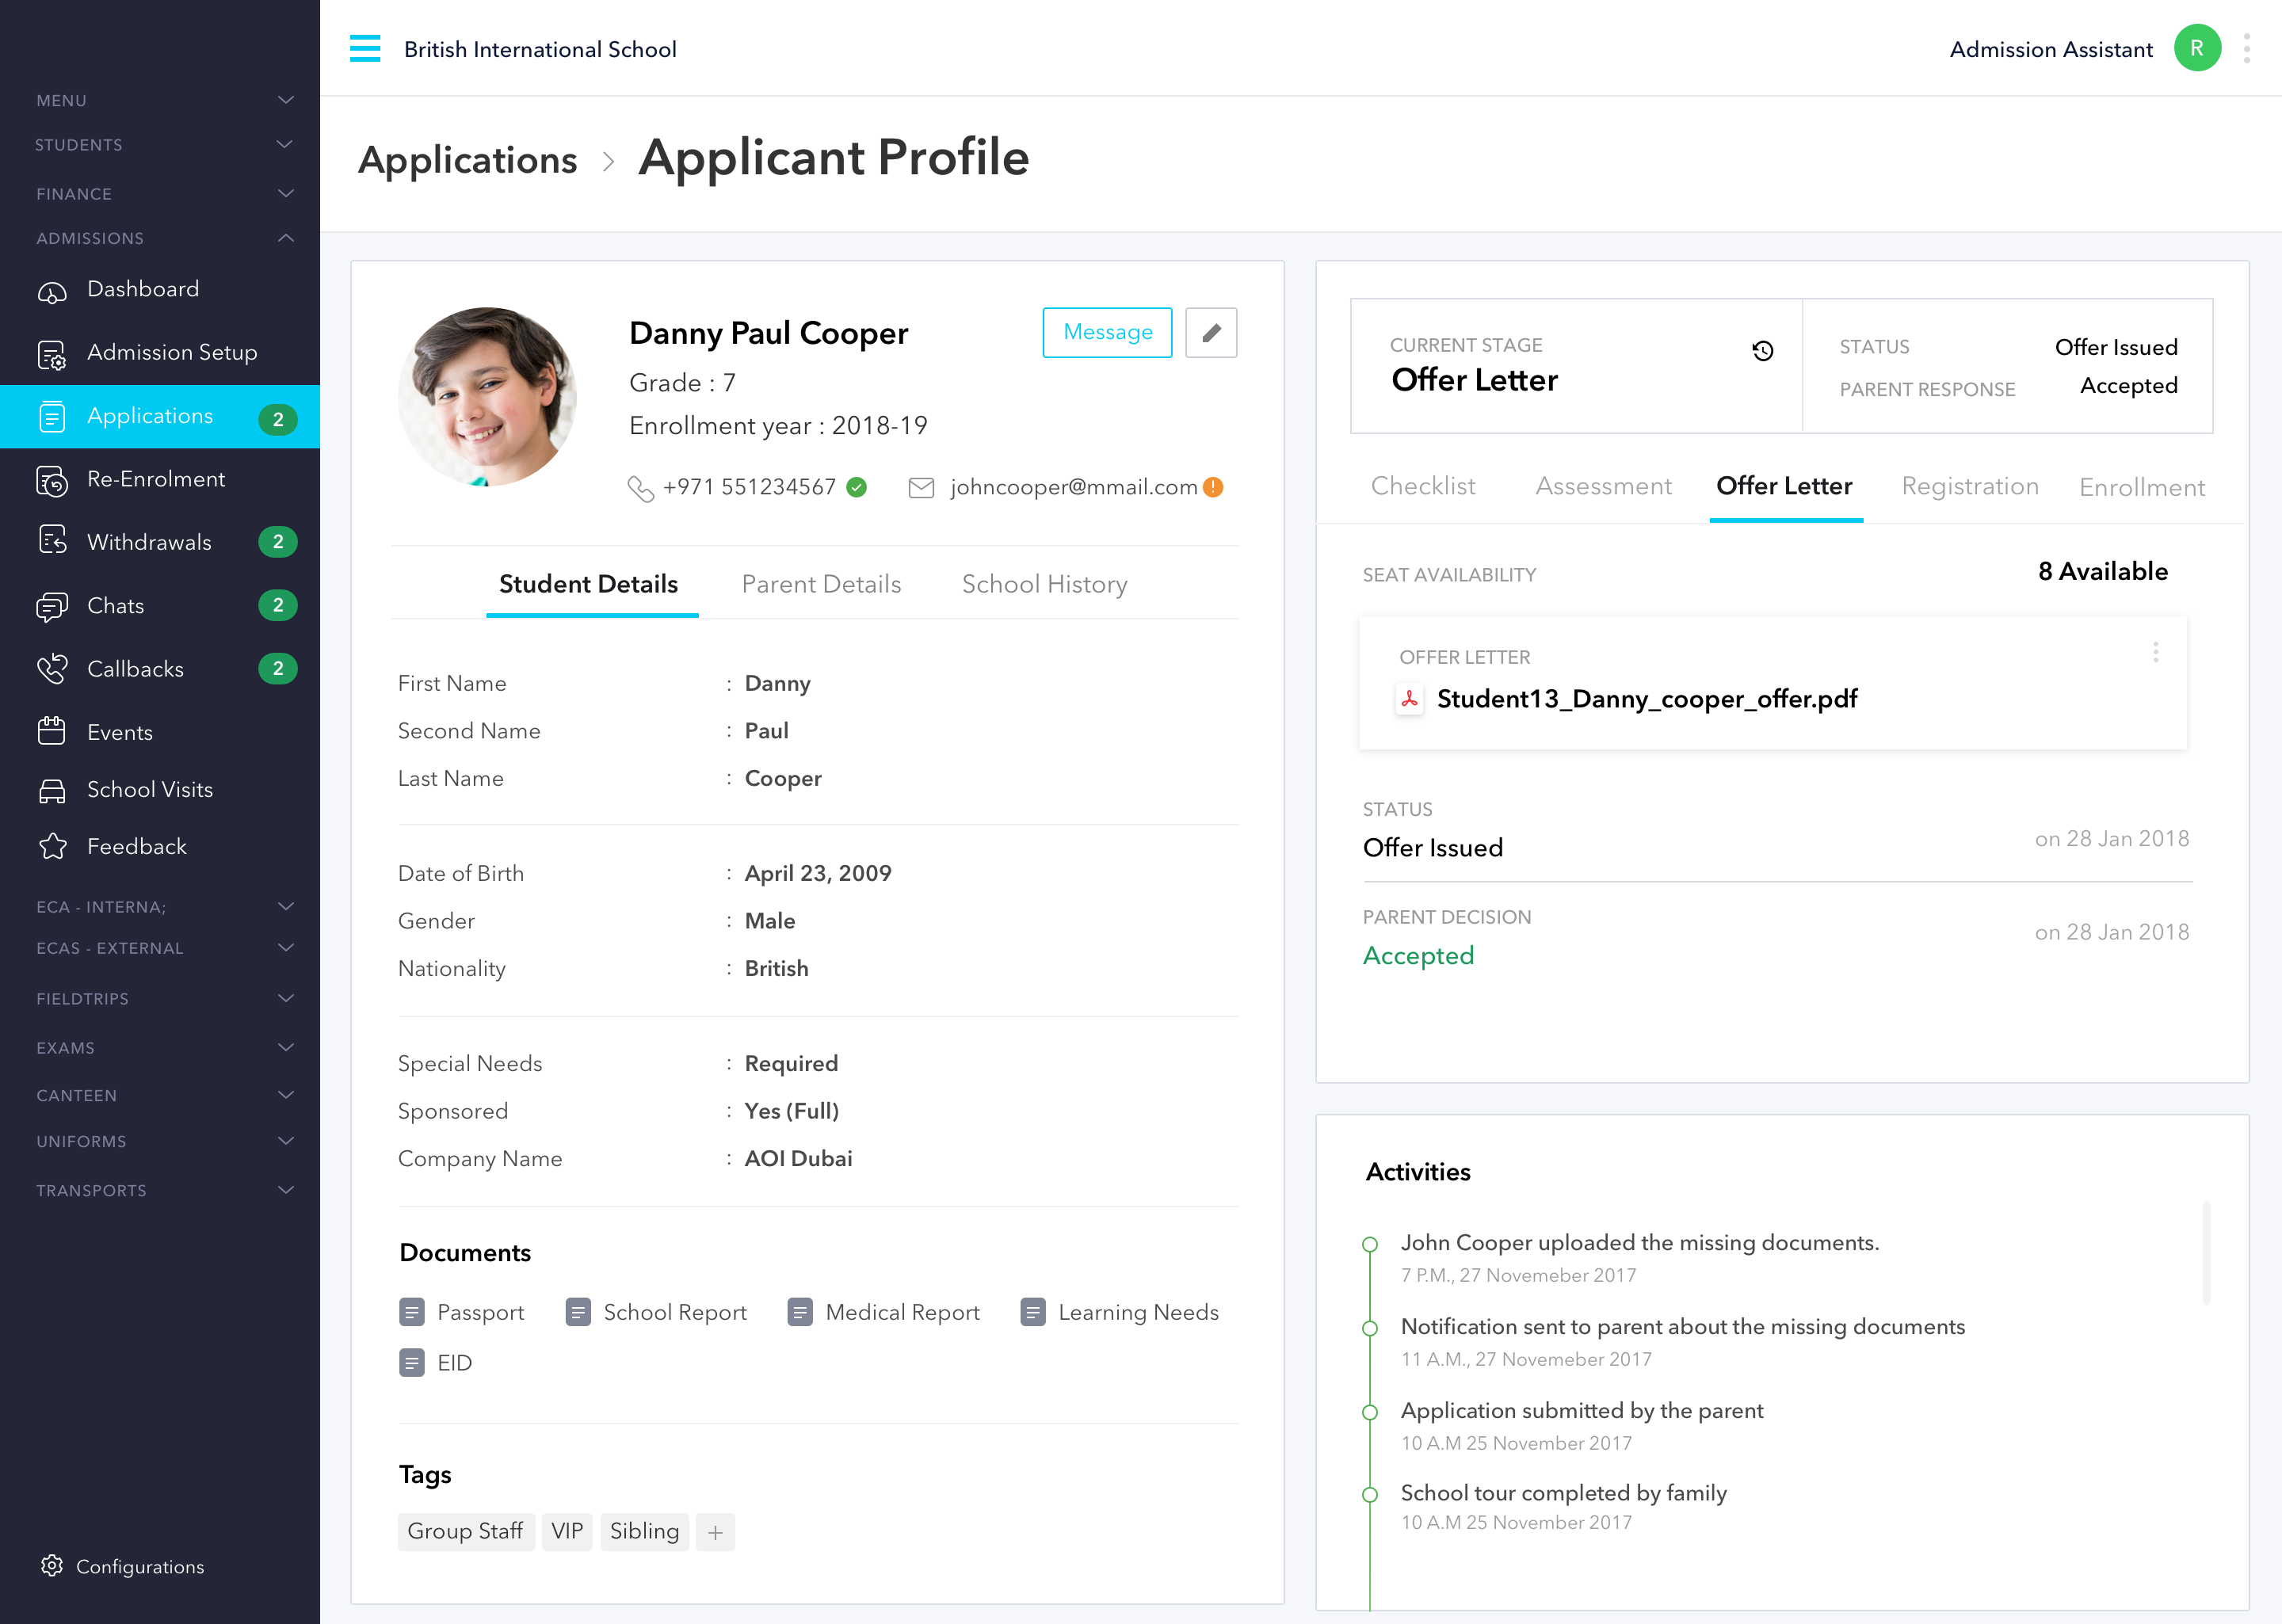 British International School
Admission Assistant
R
MENU
STUDENTS
FINANCE
ADMISSIONS
Dashboard
Admission Setup
Applications 2
Re-Enrolment
Withdrawals 2
Chats 2
Callbacks 2
Events
School Visits
Feedback
ECA - INTERNA;
ECAS - EXTERNAL
FIELDTRIPS
EXAMS
CANTEEN
UNIFORMS
TRANSPORTS
Configurations
Applications > Applicant Profile
Danny Paul Cooper
Message
Grade : 7
Enrollment year : 2018-19
+971 551234567
johncooper@mmail.com
Student Details Parent Details School History
First Name : Danny
Second Name : Paul
Last Name : Cooper
Date of Birth : April 23, 2009
Gender : Male
Nationality : British
Special Needs : Required
Sponsored : Yes (Full)
Company Name : AOI Dubai
Documents
Passport School Report Medical Report Learning Needs
EID
Tags
Group Staff VIP Sibling +
CURRENT STAGE
Offer Letter
STATUS Offer Issued
PARENT RESPONSE Accepted
Checklist Assessment Offer Letter Registration Enrollment
SEAT AVAILABILITY 8 Available
OFFER LETTER
Student13_Danny_cooper_offer.pdf
STATUS
Offer Issued on 28 Jan 2018
PARENT DECISION
Accepted on 28 Jan 2018
Activities
John Cooper uploaded the missing documents.
7 P.M., 27 Novemeber 2017
Notification sent to parent about the missing documents
11 A.M., 27 Novemeber 2017
Application submitted by the parent
10 A.M 25 November 2017
School tour completed by family
10 A.M 25 November 2017